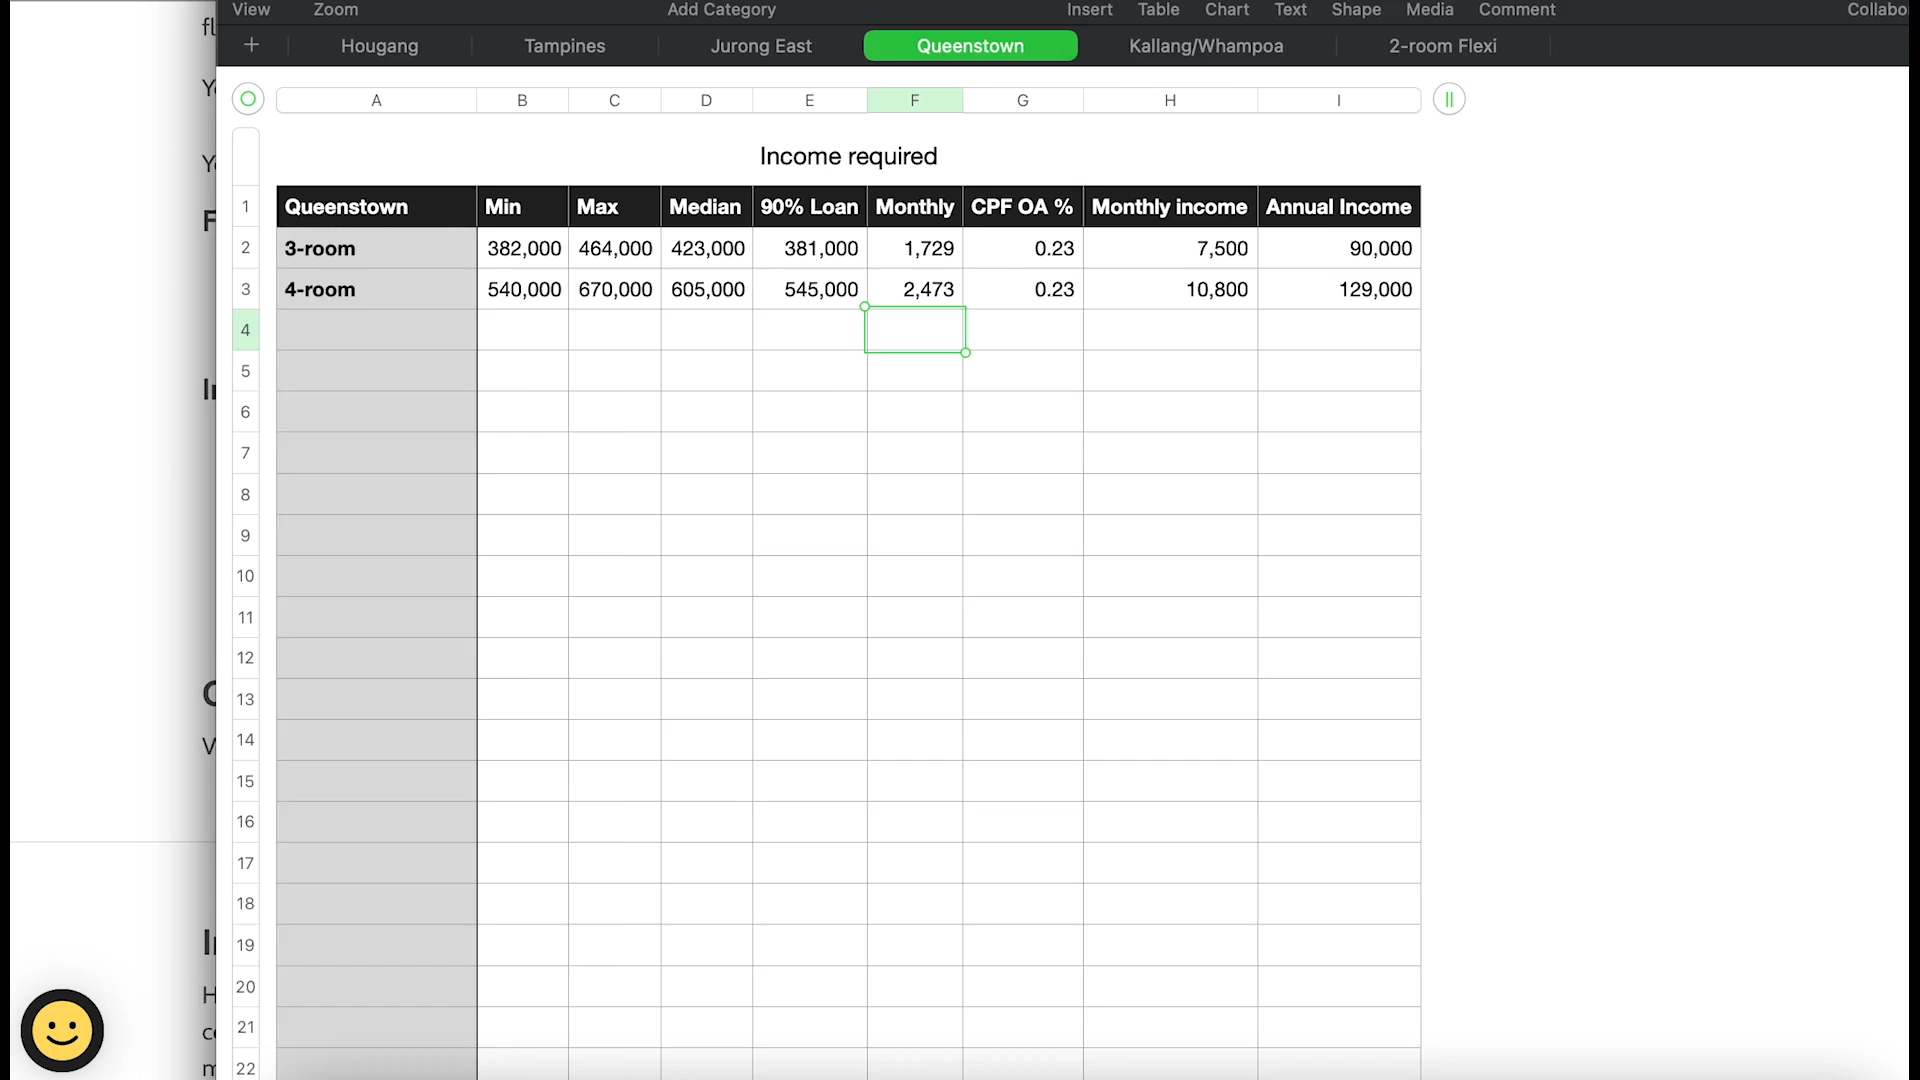 View Zoom Add Category Insert Table Chart Text Shape Media Comment
+ Hougang Tampines Jurong East Queenstown Kallang/Whampoa 2-room Flexi
A B C D E F G H I
Income required
1 Queenstown Min Max Median 90% Loan Monthly CPF OA % Monthly income Annual Income
2 3-room 382,000 464,000 423,000 381,000 1,729 0.23 7,500 90,000
3 4-room 540,000 670,000 605,000 545,000 2,473 0.23 10,800 129,000
4
5
6
7
8
9
10
11
12
13
14
15
16
17
18
19
20
21
22